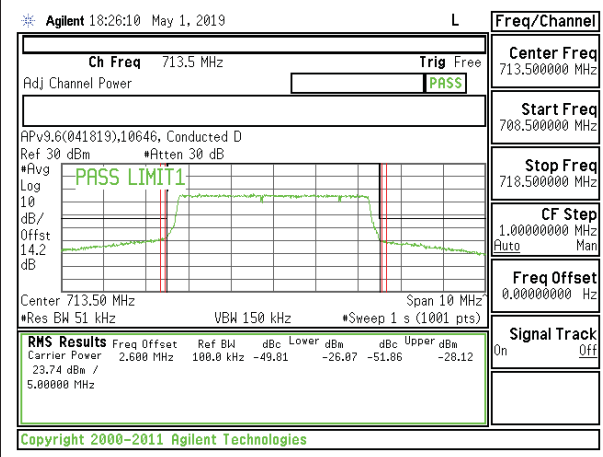 Agilent 18:26:10 May 1, 2019 L
Freq/Channel
Ch Freq 713.5 MHz Trig Free
Adj Channel Power PASS
Center Freq
713.500000 MHz
Start Freq
708.500000 MHz
APv9.6(041819),10646, Conducted D
Ref 30 dBm #Atten 30 dB
#Avg
Log
10
dB/
Offst
14.2
dB
PASS LIMIT1
Stop Freq
718.500000 MHz
CF Step
1.00000000 MHz
Auto Man
Freq Offset
0.00000000 Hz
Center 713.50 MHz Span 10 MHz^
#Res BW 51 kHz VBW 150 kHz #Sweep 1 s (1001 pts)
Signal Track
On Off
RMS Results Freq Offset Ref BW dBc Lower dBm dBc Upper dBm
Carrier Power 2.600 MHz 100.0 kHz -49.81 -26.07 -51.86 -28.12
23.74 dBm /
5.00000 MHz
Copyright 2000-2011 Agilent Technologies